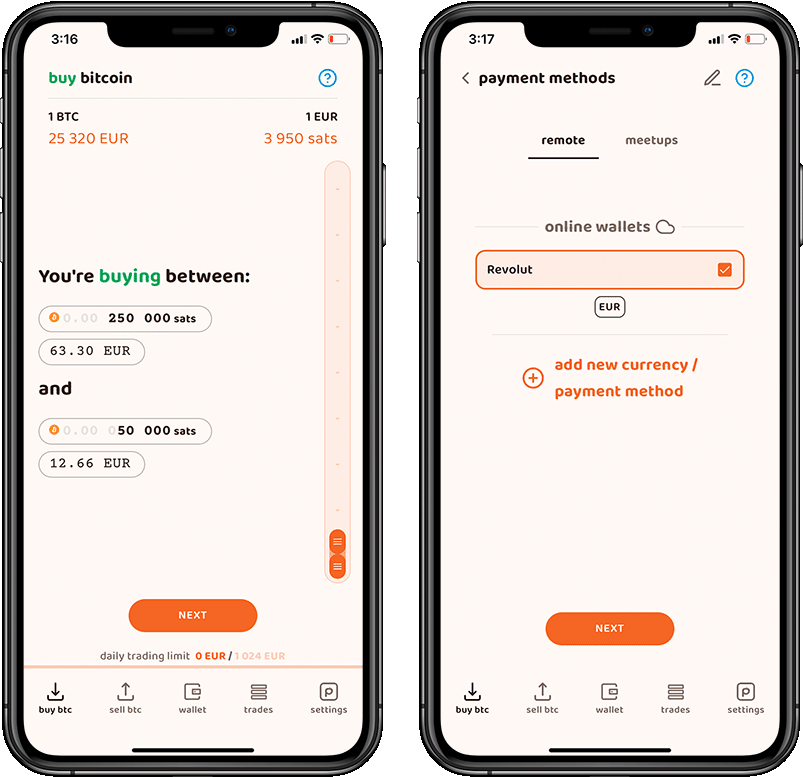 3:16
buy bitcoin
1 BTC 1 EUR
25 320 EUR 3 950 sats
You're buying between:
0.00 250 000 sats
63.30 EUR
and
0.00 050 000 sats
12.66 EUR
NEXT
daily trading limit 0 EUR / 1 024 EUR
buy btc sell btc wallet trades settings
3:17
payment methods
remote meetups
online wallets
Revolut
EUR
add new currency /
payment method
NEXT
buy btc sell btc wallet trades settings